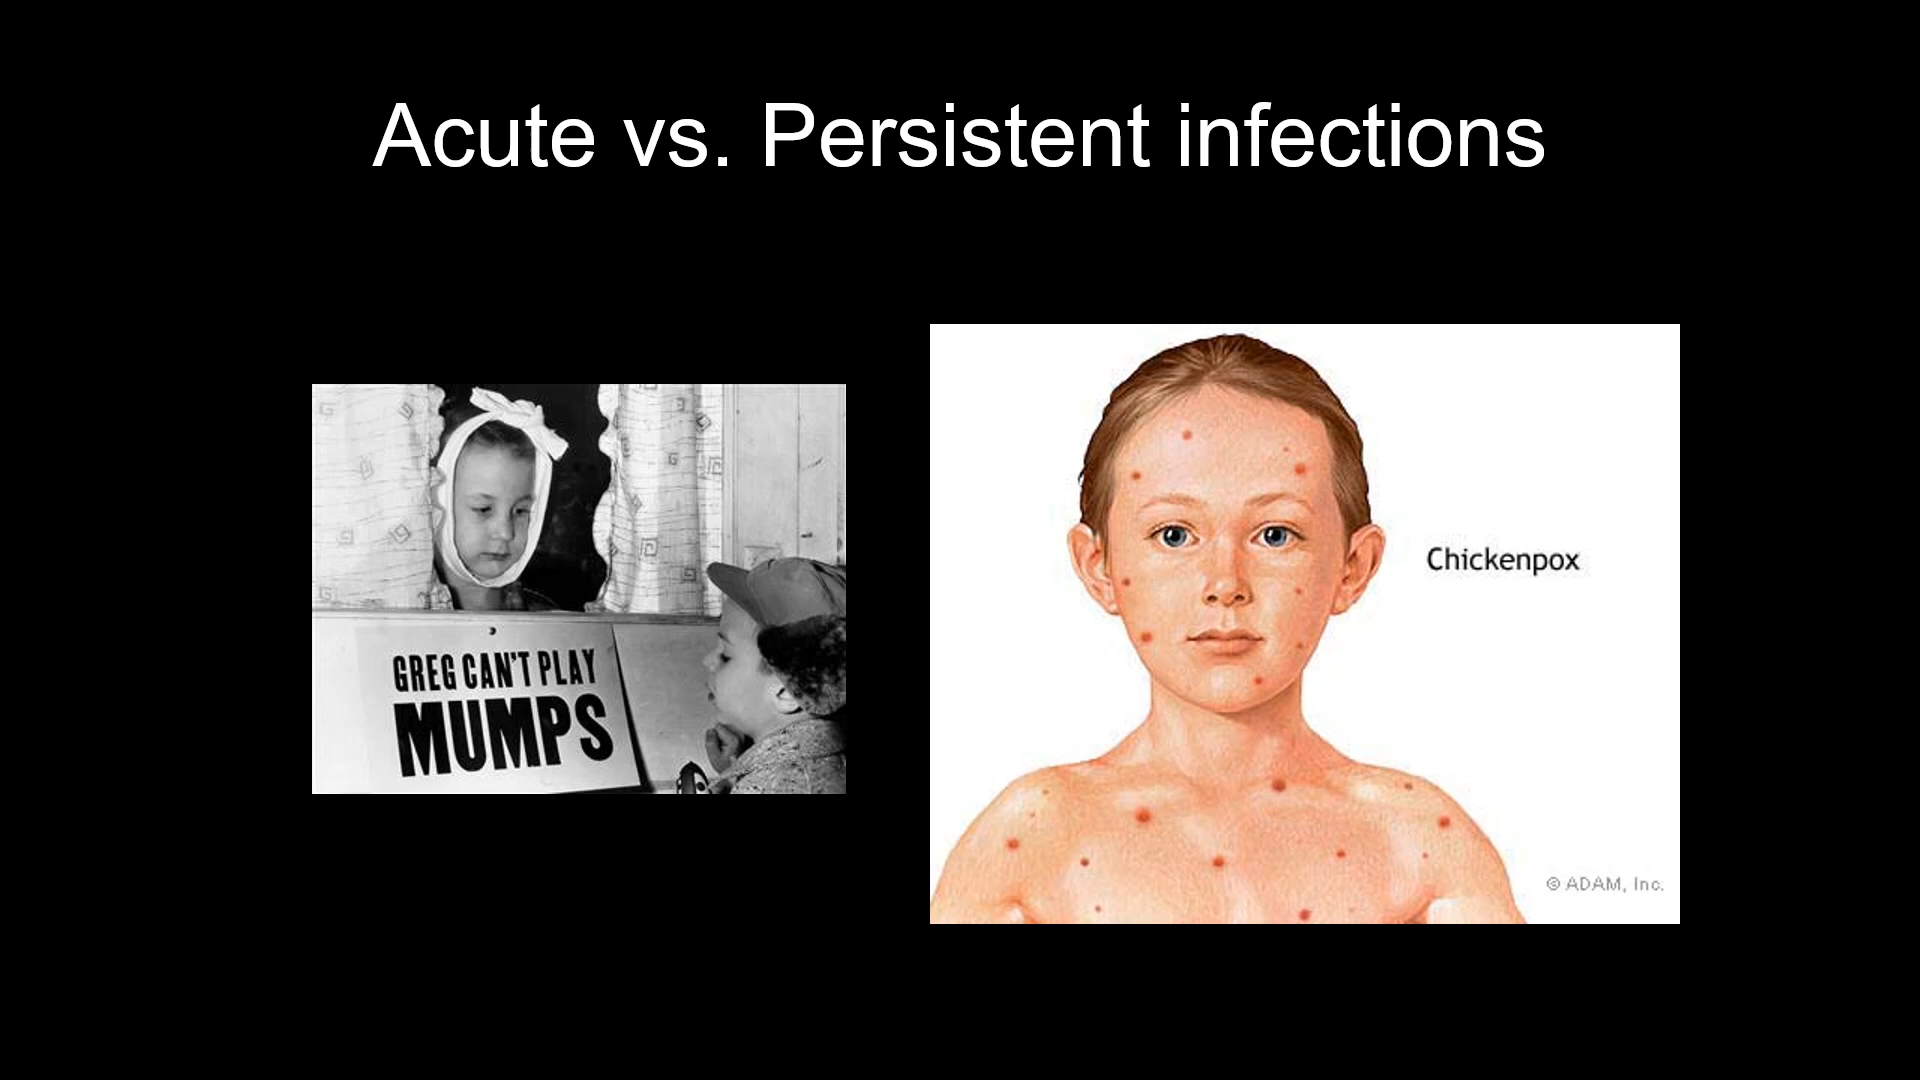 Acute vs. Persistent infections
GREG CAN'T PLAY
MUMPS
Chickenpox
© ADAM, Inc.